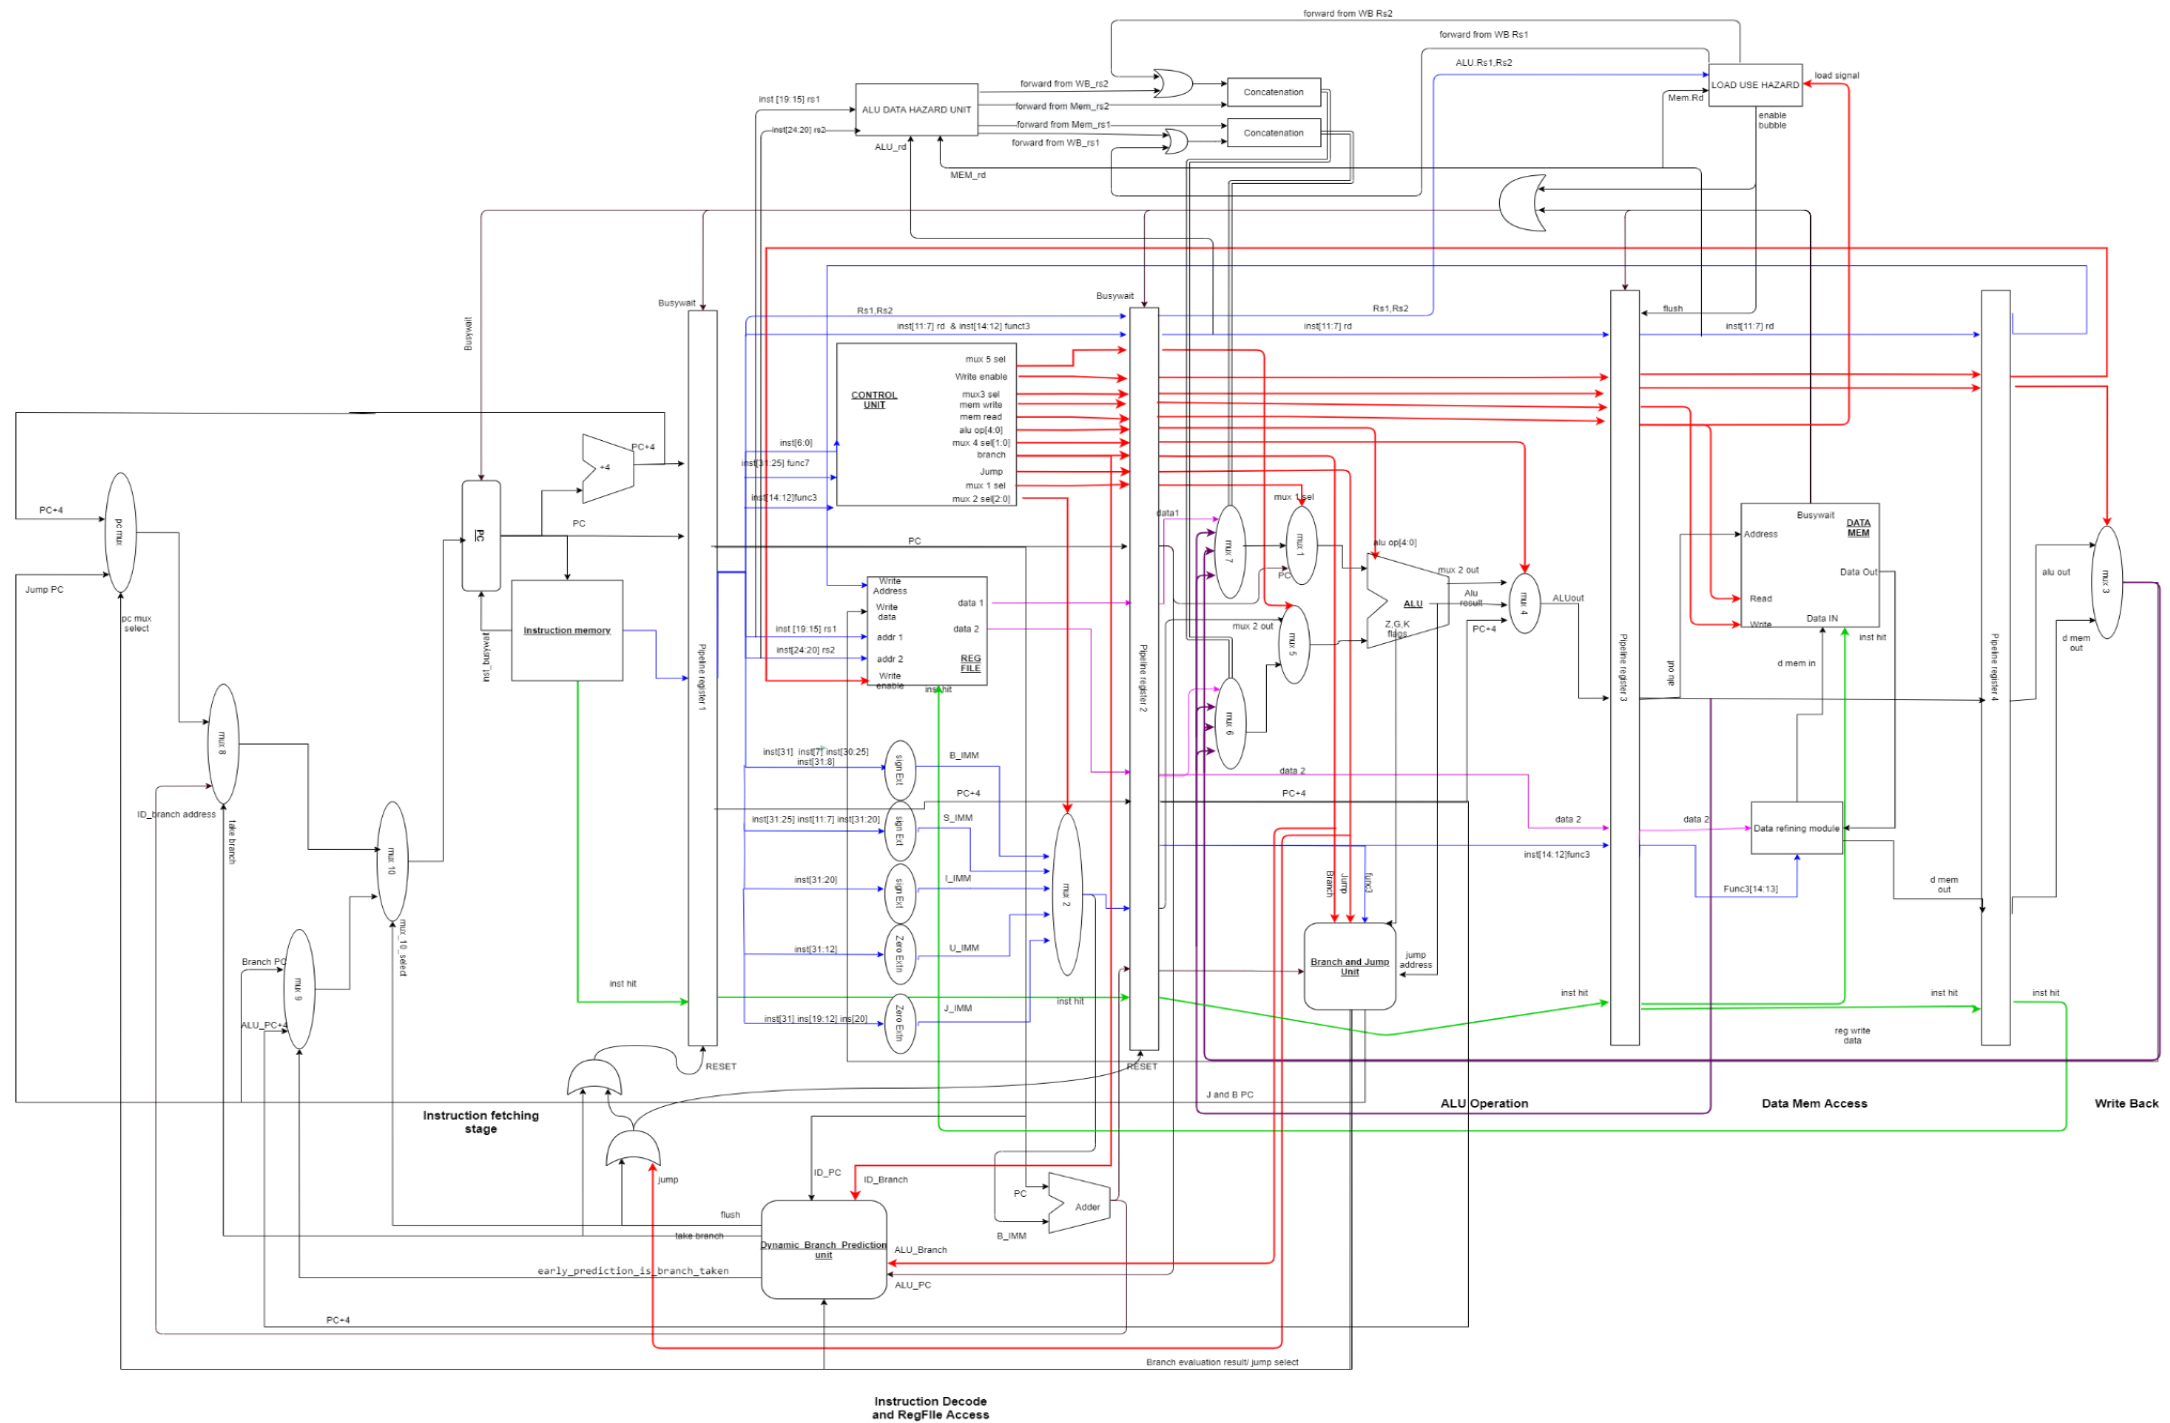 forward from WB Rs2
forward from WB Rs1
ALU.Rs1,Rs2
load signal
LOAD USE HAZARD
Mem.Rd
enable
bubble
inst [19:15] rs1
inst[24:20] rs2
ALU DATA HAZARD UNIT
forward from WB_rs2
forward from Mem_rs2
forward from Mem_rs1
forward from WB_rs1
Concatenation
Concatenation
ALU_rd
MEM_rd
Busywait
Busywait
Busywait
flush
Rs1,Rs2
inst[11:7] rd & inst[14:12] funct3
Rs1,Rs2
inst[11:7] rd
inst[11:7] rd
CONTROL
UNIT
mux 5 sel
Write enable
mux3 sel
mem write
mem read
alu op[4:0]
mux 4 sel[1:0]
branch
Jump
mux 1 sel
mux 2 sel[2:0]
inst[6:0]
inst[31:25] func7
inst[14:12]func3
PC+4
+4
PC+4
pc mux
Jump PC
pc mux
select
PC
PC
Instruction memory
inst_busywait
Pipeline register 1
PC
Write
Address
Write
data
addr 1
addr 2
Write
enable
data 1
data 2
REG
FILE
inst hit
inst [19:15] rs1
inst[24:20] rs2
Pipeline register 2
data1
mux 7
mux 1 sel
mux 1
PC
mux 2 out
mux 5
mux 6
alu op[4:0]
ALU
Z,G,K
flags
mux 2 out
Alu
result
PC+4
mux 4
ALUout
Pipeline register 3
alu out
Busywait
DATA
MEM
Address
Data Out
Read
Write
Data IN
inst hit
d mem in
Pipeline register 4
alu out
d mem
out
mux 3
mux 8
ID_branch address
take branch
mux 10
mux_10_select
Branch PC
mux 9
ALU_PC+4
inst[31] inst[7] inst[30:25]
inst[31:8]
sign Ext
B_IMM
inst[31:25] inst[11:7] inst[31:20]
sign Ext
S_IMM
inst[31:20]
sign Ext
I_IMM
inst[31:12]
Zero Extn
U_IMM
inst[31] ins[19:12] ins[20]
Zero Extn
J_IMM
PC+4
mux 2
inst hit
inst hit
data 2
PC+4
data 2
data 2
inst[14:12]func3
Data refining module
Func3[14:13]
d mem
out
Branch
Jump
func3
Branch and Jump
Unit
jump
address
inst hit
inst hit
inst hit
reg write
data
RESET
RESET
J and B PC
Instruction fetching
stage
ALU Operation
Data Mem Access
Write Back
jump
ID_PC
ID_Branch
PC
Adder
B_IMM
flush
take branch
early_prediction_is_branch_taken
Dynamic Branch Prediction
unit
ALU_Branch
ALU_PC
PC+4
Branch evaluation result/ jump select
Instruction Decode
and RegFIle Access